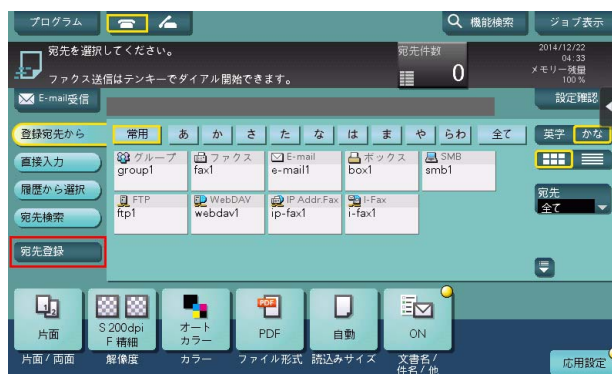 プログラム
機能検索
ジョブ表示
宛先を選択してください。
ファクス送信はテンキーでダイアル開始できます。
宛先件数
0
2014/12/22
04:33
メモリー残量
100 %
E-mail受信
設定確認
登録宛先から
常用 あ か さ た な は ま や らわ 全て
英字 かな
直接入力
履歴から選択
宛先検索
宛先登録
グループ
group1
ファクス
fax1
E-mail
e-mail1
ボックス
box1
SMB
smb1
FTP
ftp1
WebDAV
webdav1
IP Addr.Fax
ip-fax1
I-Fax
i-fax1
宛先
全て
片面
S 200dpi
F 精細
オート
カラー
PDF
自動
ON
片面/両面
解像度
カラー
ファイル形式
読込みサイズ
文書名/
件名/他
応用設定